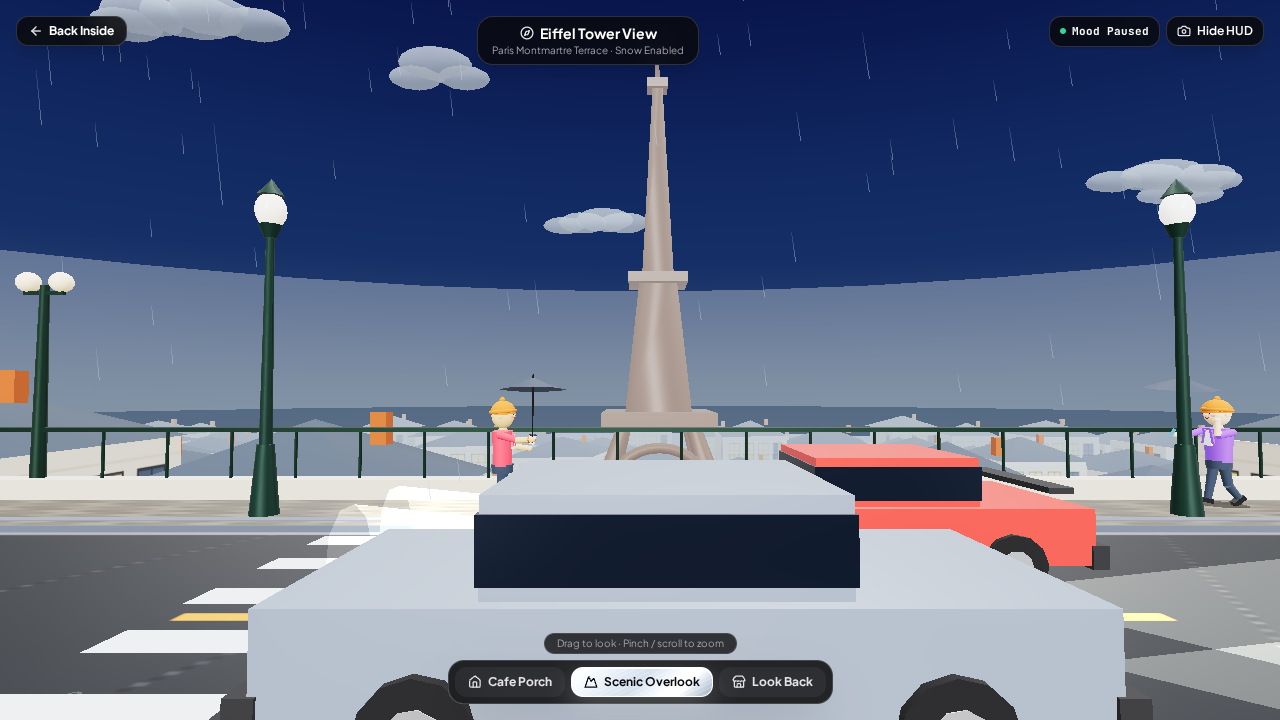 Back Inside
Eiffel Tower View
Paris Montmartre Terrace · Snow Enabled
Mood Paused
Hide HUD
Drag to look · Pinch / scroll to zoom
Cafe Porch
Scenic Overlook
Look Back